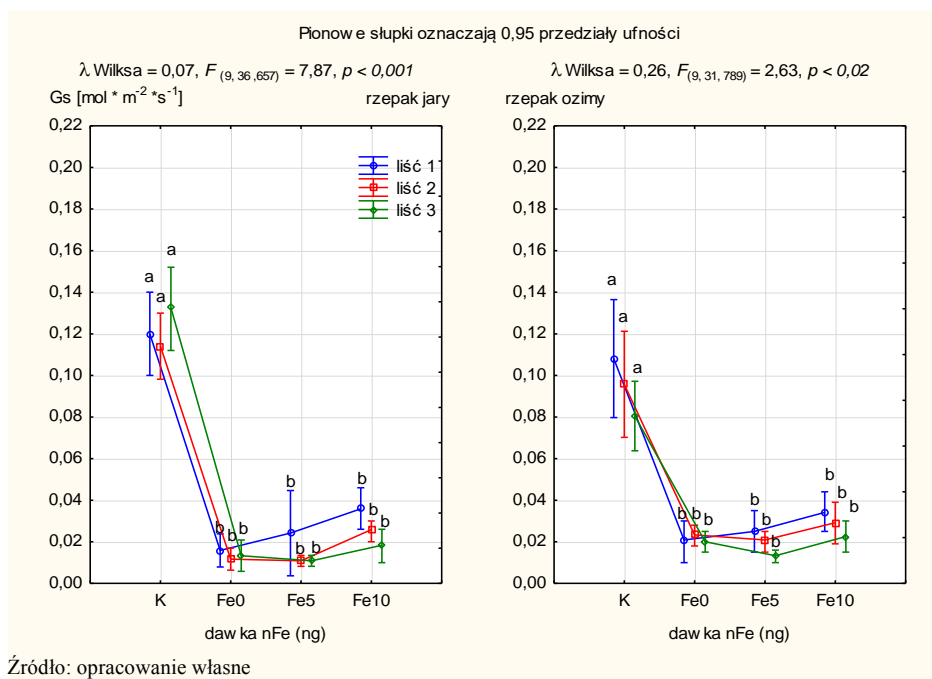 Pionowe słupki oznaczają 0,95 przedziały ufności
λ Wilksa = 0,07, F (9, 36,657) = 7,87, p < 0,001
λ Wilksa = 0,26, F(9, 31, 789) = 2,63, p < 0,02
Gs [mol * m-2 *s-1]
rzepak jary
rzepak ozimy
0,22
0,20
0,18
0,16
0,14
0,12
0,10
0,08
0,06
0,04
0,02
0,00
liść 1
liść 2
liść 3
a
a
a
b
b
b
b
b
b
b
b
b
K Fe0 Fe5 Fe10
dawka nFe (ng)
0,22
0,20
0,18
0,16
0,14
0,12
0,10
0,08
0,06
0,04
0,02
0,00
a
a
a
b
b
b
b
b
b
b
b
b
K Fe0 Fe5 Fe10
dawka nFe (ng)
Źródło: opracowanie własne